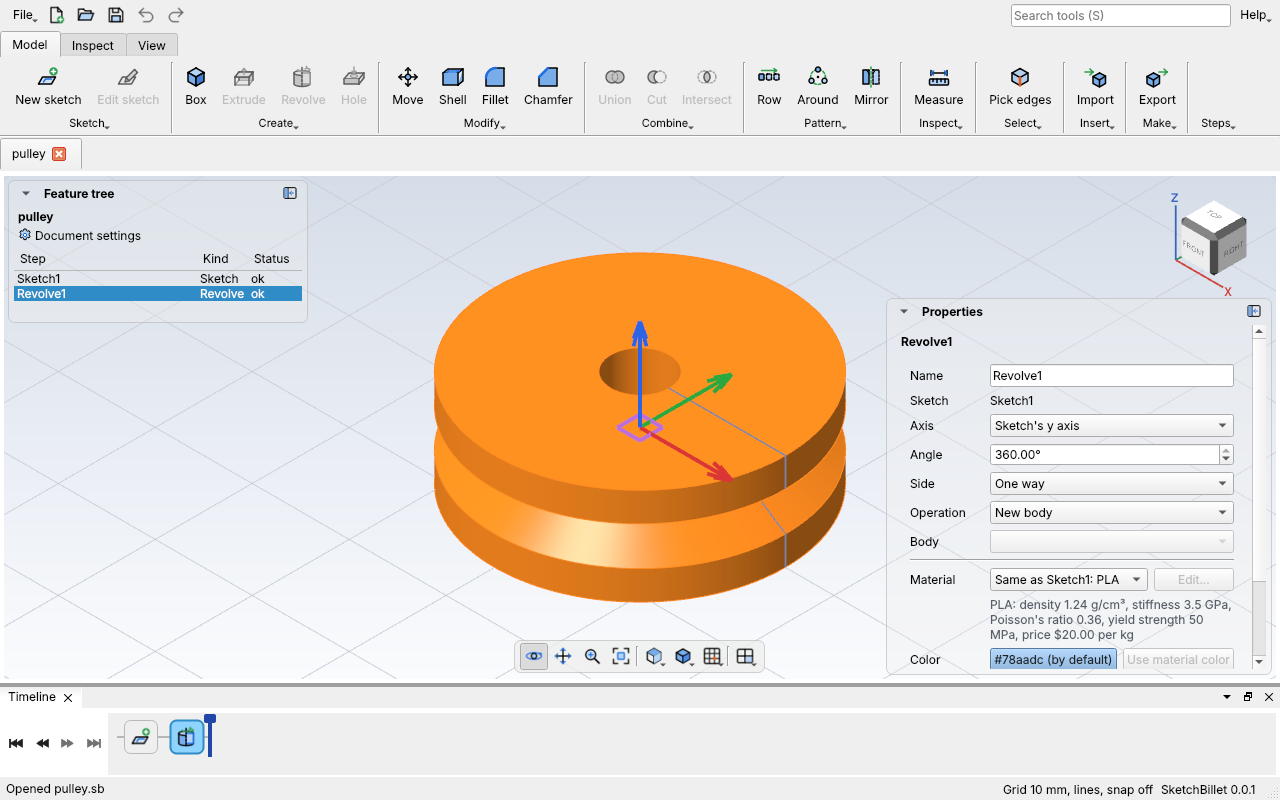 File
Search tools (S)
Help
Model
Inspect
View
New sketch
Edit sketch
Box
Extrude
Revolve
Hole
Move
Shell
Fillet
Chamfer
Union
Cut
Intersect
Row
Around
Mirror
Measure
Pick edges
Import
Export
Sketch
Create
Modify
Combine
Pattern
Inspect
Select
Insert
Make
Steps
pulley
Feature tree
pulley
Document settings
Step Kind Status
Sketch1 Sketch ok
Revolve1 Revolve ok
Z
TOP
FRONT
RIGHT
X
Properties
Revolve1
Name Revolve1
Sketch Sketch1
Axis Sketch's y axis
Angle 360.00°
Side One way
Operation New body
Body
Material Same as Sketch1: PLA Edit...
PLA: density 1.24 g/cm³, stiffness 3.5 GPa,
Poisson's ratio 0.36, yield strength 50
MPa, price $20.00 per kg
Color #78aadc (by default) Use material color
Timeline
Opened pulley.sb
Grid 10 mm, lines, snap off SketchBillet 0.0.1